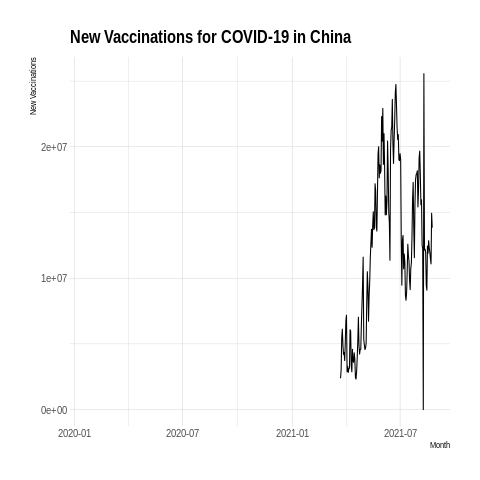 New Vaccinations for COVID-19 in China
New Vaccinations
2e+07
1e+07
0e+00
2020-01 2020-07 2021-01 2021-07
Month